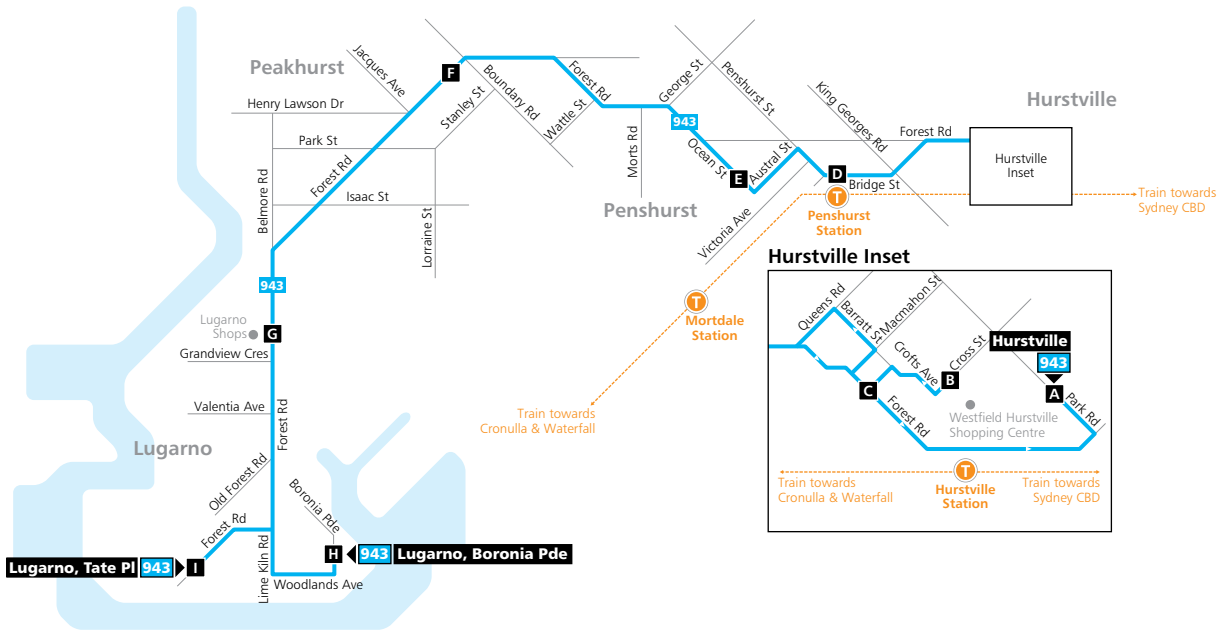 Peakhurst
Jacques Ave
F
Boundary Rd
Stanley St
Wattle St
Forest Rd
George St
Penshurst St
King Georges Rd
Hurstville
Henry Lawson Dr
943
Forest Rd
Park St
Morts Rd
Ocean St
Austral St
Hurstville
Inset
Forest Rd
E
D
Bridge St
T
Belmore Rd
Isaac St
Penshurst
Penshurst
Station
Train towards
Sydney CBD
Lorraine St
Victoria Ave
Hurstville Inset
943
T
Mortdale
Station
Queens Rd
Barratt St
Macmahon St
Lugarno
Shops
G
Grandview Cres
Crofts Ave
Cross St
Hurstville
943
B
C
A
Park Rd
Valentia Ave
Forest Rd
Train towards
Cronulla & Waterfall
Forest Rd
Westfield Hurstville
Shopping Centre
Lugarno
Old Forest Rd
T
Train towards
Cronulla & Waterfall
Hurstville
Station
Train towards
Sydney CBD
Boronia Pde
Forest Rd
Lime Kiln Rd
H
943
Lugarno, Boronia Pde
Lugarno, Tate Pl
943
I
Woodlands Ave